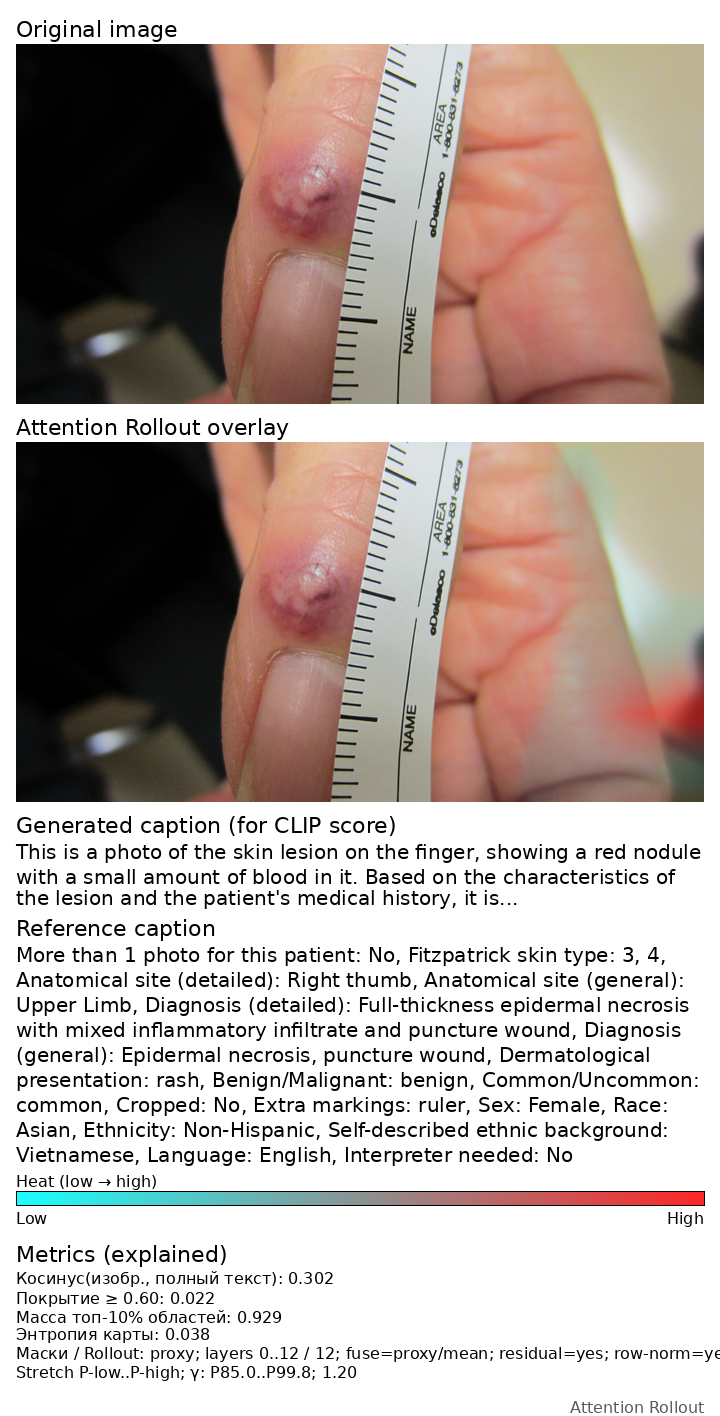 Original image
AREA
1-800-831-6273
NAME
Attention Rollout overlay
AREA
1-800-831-6273
NAME
Generated caption (for CLIP score)
This is a photo of the skin lesion on the finger, showing a red nodule
with a small amount of blood in it. Based on the characteristics of
the lesion and the patient's medical history, it is...
Reference caption
More than 1 photo for this patient: No, Fitzpatrick skin type: 3, 4,
Anatomical site (detailed): Right thumb, Anatomical site (general):
Upper Limb, Diagnosis (detailed): Full-thickness epidermal necrosis
with mixed inflammatory infiltrate and puncture wound, Diagnosis
(general): Epidermal necrosis, puncture wound, Dermatological
presentation: rash, Benign/Malignant: benign, Common/Uncommon:
common, Cropped: No, Extra markings: ruler, Sex: Female, Race:
Asian, Ethnicity: Non-Hispanic, Self-described ethnic background:
Vietnamese, Language: English, Interpreter needed: No
Heat (low → high)
Low High
Metrics (explained)
Косинус(изобр., полный текст): 0.302
Покрытие ≥ 0.60: 0.022
Масса топ-10% областей: 0.929
Энтропия карты: 0.038
Маски / Rollout: proxy; layers 0..12 / 12; fuse=proxy/mean; residual=yes; row-norm=ye
Stretch P-low..P-high; γ: P85.0..P99.8; 1.20
Attention Rollout